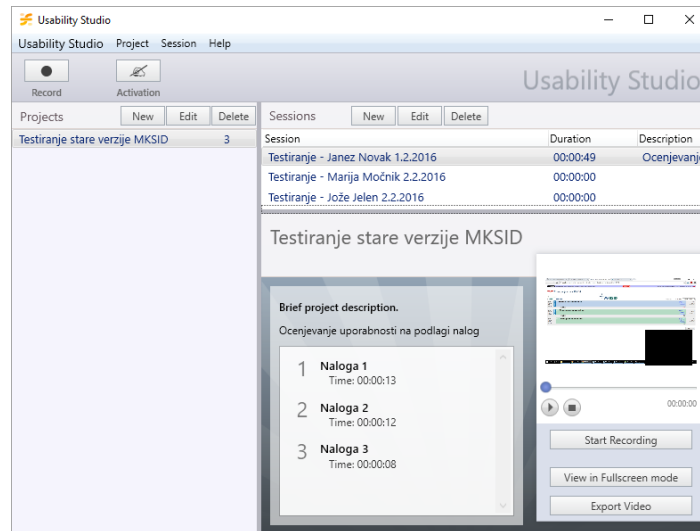 Usability Studio
Usability Studio Project Session Help
Record Activation
Usability Studio
Projects New Edit Delete
Testiranje stare verzije MKSID 3
Sessions New Edit Delete
Session Duration Description
Testiranje - Janez Novak 1.2.2016 00:00:49 Ocenjevanj
Testiranje - Marija Močnik 2.2.2016 00:00:00
Testiranje - Jože Jelen 2.2.2016 00:00:00
Testiranje stare verzije MKSID
Brief project description.
Ocenjevanje uporabnosti na podlagi nalog
1 Naloga 1
Time: 00:00:13
2 Naloga 2
Time: 00:00:12
3 Naloga 3
Time: 00:00:08
00:00:00
Start Recording
View in Fullscreen mode
Export Video